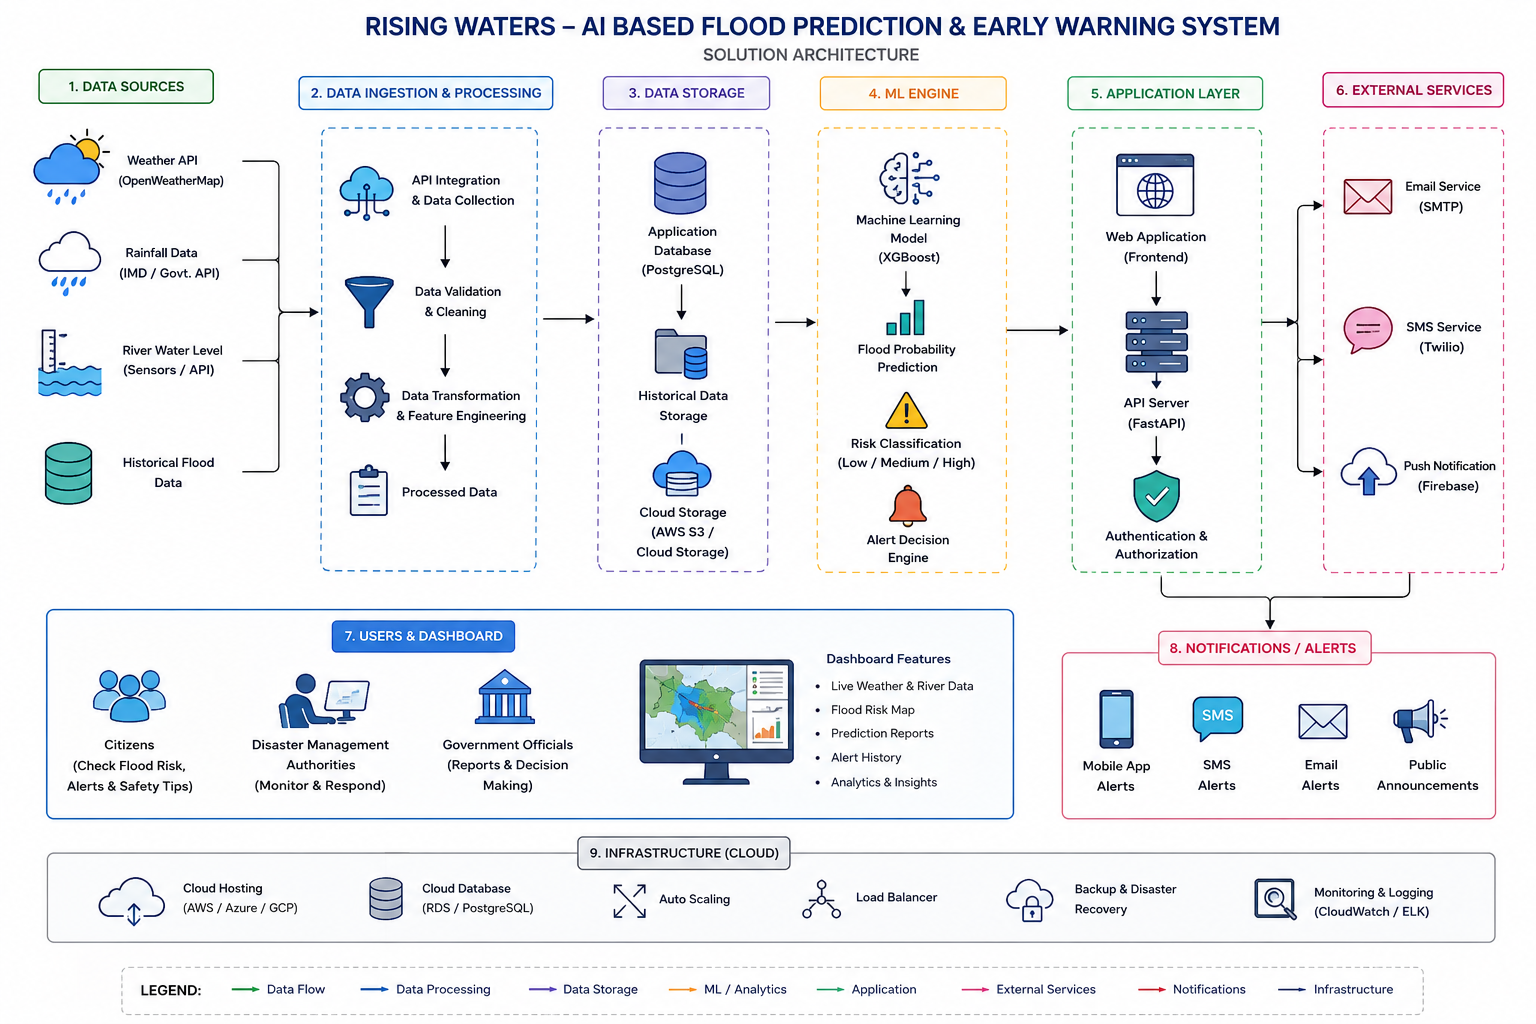 RISING WATERS – AI BASED FLOOD PREDICTION & EARLY WARNING SYSTEM
SOLUTION ARCHITECTURE
1. DATA SOURCES
Weather API
(OpenWeatherMap)
Rainfall Data
(IMD / Govt. API)
River Water Level
(Sensors / API)
Historical Flood
Data
2. DATA INGESTION & PROCESSING
API Integration
& Data Collection
Data Validation
& Cleaning
Data Transformation
& Feature Engineering
Processed Data
3. DATA STORAGE
Application
Database
(PostgreSQL)
Historical Data
Storage
Cloud Storage
(AWS S3 /
Cloud Storage)
4. ML ENGINE
Machine Learning
Model
(XGBoost)
Flood Probability
Prediction
Risk Classification
(Low / Medium / High)
Alert Decision
Engine
5. APPLICATION LAYER
Web Application
(Frontend)
API Server
(FastAPI)
Authentication &
Authorization
6. EXTERNAL SERVICES
Email Service
(SMTP)
SMS Service
(Twilio)
Push Notification
(Firebase)
7. USERS & DASHBOARD
Citizens
(Check Flood Risk,
Alerts & Safety Tips)
Disaster Management
Authorities
(Monitor & Respond)
Government Officials
(Reports & Decision
Making)
Dashboard Features
• Live Weather & River Data
• Flood Risk Map
• Prediction Reports
• Alert History
• Analytics & Insights
8. NOTIFICATIONS / ALERTS
Mobile App
Alerts
SMS
SMS
Alerts
Email
Alerts
Public
Announcements
9. INFRASTRUCTURE (CLOUD)
Cloud Hosting
(AWS / Azure / GCP)
Cloud Database
(RDS / PostgreSQL)
Auto Scaling
Load Balancer
Backup & Disaster
Recovery
Monitoring & Logging
(CloudWatch / ELK)
LEGEND:
Data Flow
Data Processing
Data Storage
ML / Analytics
Application
External Services
Notifications
Infrastructure